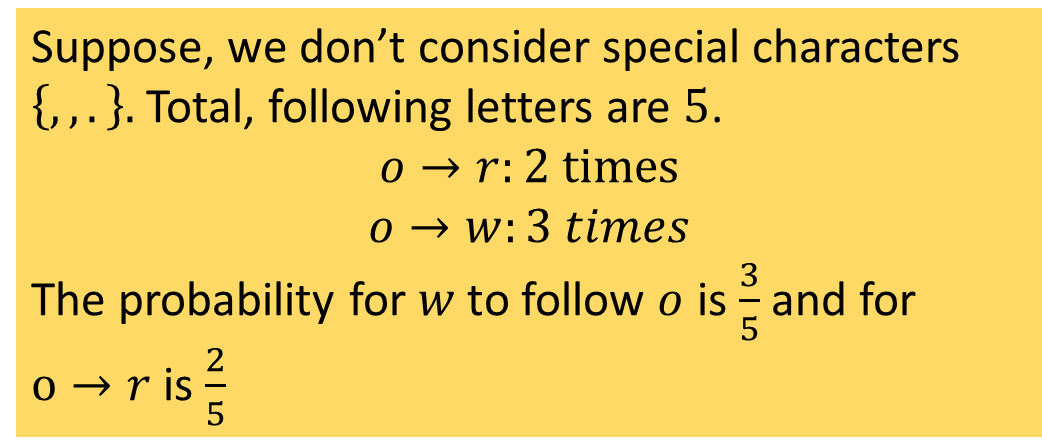 Suppose, we don’t consider special characters
{, , . }. Total, following letters are 5.
o → r: 2 times
o → w: 3 times
The probability for w to follow o is 3/5 and for
o → r is 2/5